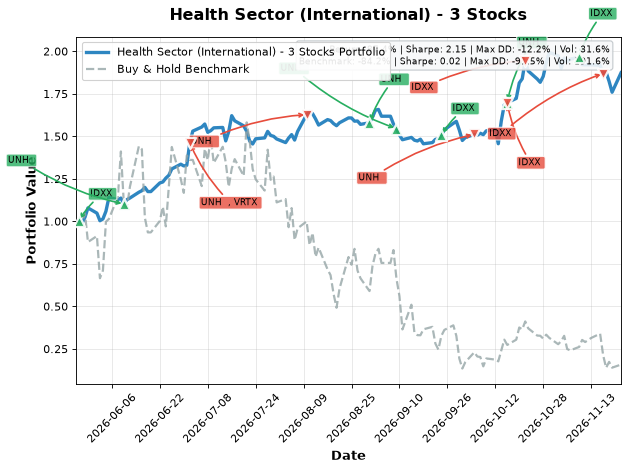 Health Sector (International) - 3 Stocks
IDXX
Health Sector (International) - 3 Stocks Portfolio
Buy & Hold Benchmark
% | Sharpe: 2.15 | Max DD: -12.2% | Vol: 31.6%
| Sharpe: 0.02 | Max DD:
UNH
IDXX
IDXX
UNH
IDXX
IDXX
UNH
UNH
IDXX
UNH , VRTX
Portfolio Value
2.00
1.75
1.50
1.25
1.00
0.75
0.50
0.25
2026-06-06
2026-06-22
2026-07-08
2026-07-24
2026-08-09
2026-08-25
2026-09-10
2026-09-26
2026-10-12
2026-10-28
2026-11-13
Date